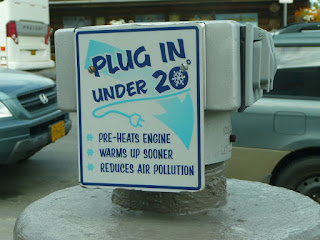 PLUG IN
UNDER 20°
PRE-HEATS ENGINE
WARMS UP SOONER
REDUCES AIR POLLUTION